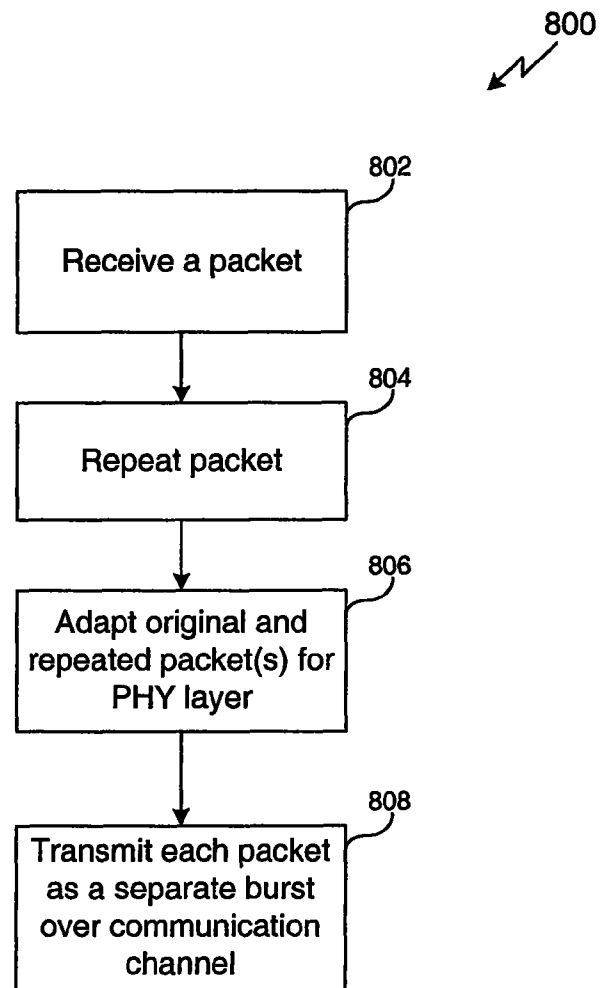 800
802
Receive a packet
804
Repeat packet
806
Adapt original and
repeated packet(s) for
PHY layer
808
Transmit each packet
as a separate burst
over communication
channel